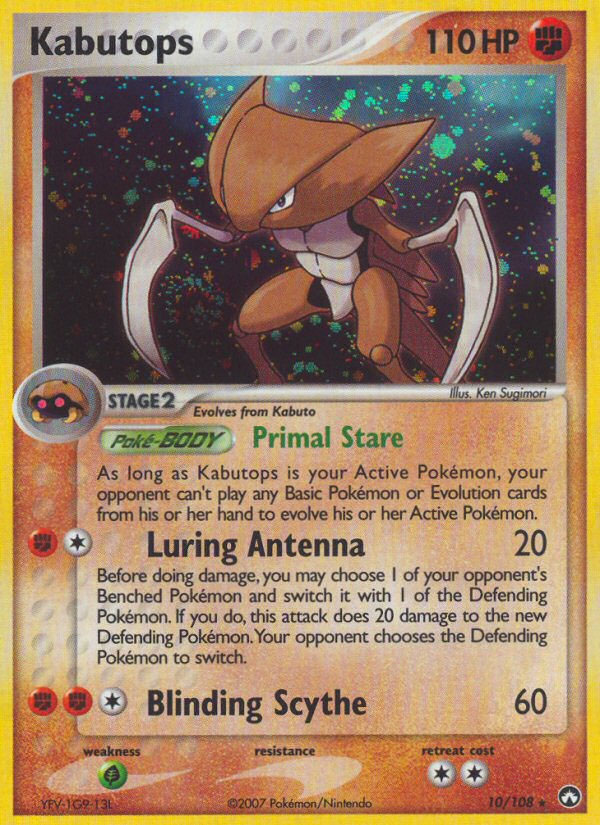 Kabutops 110 HP
Illus. Ken Sugimori
STAGE 2 Evolves from Kabuto
Poké-BODY Primal Stare
As long as Kabutops is your Active Pokémon, your
opponent can't play any Basic Pokémon or Evolution cards
from his or her hand to evolve his or her Active Pokémon.
Luring Antenna 20
Before doing damage, you may choose 1 of your opponent's
Benched Pokémon and switch it with 1 of the Defending
Pokémon. If you do, this attack does 20 damage to the new
Defending Pokémon. Your opponent chooses the Defending
Pokémon to switch.
Blinding Scythe 60
weakness resistance retreat cost
©2007 Pokémon/Nintendo 10/108 ★